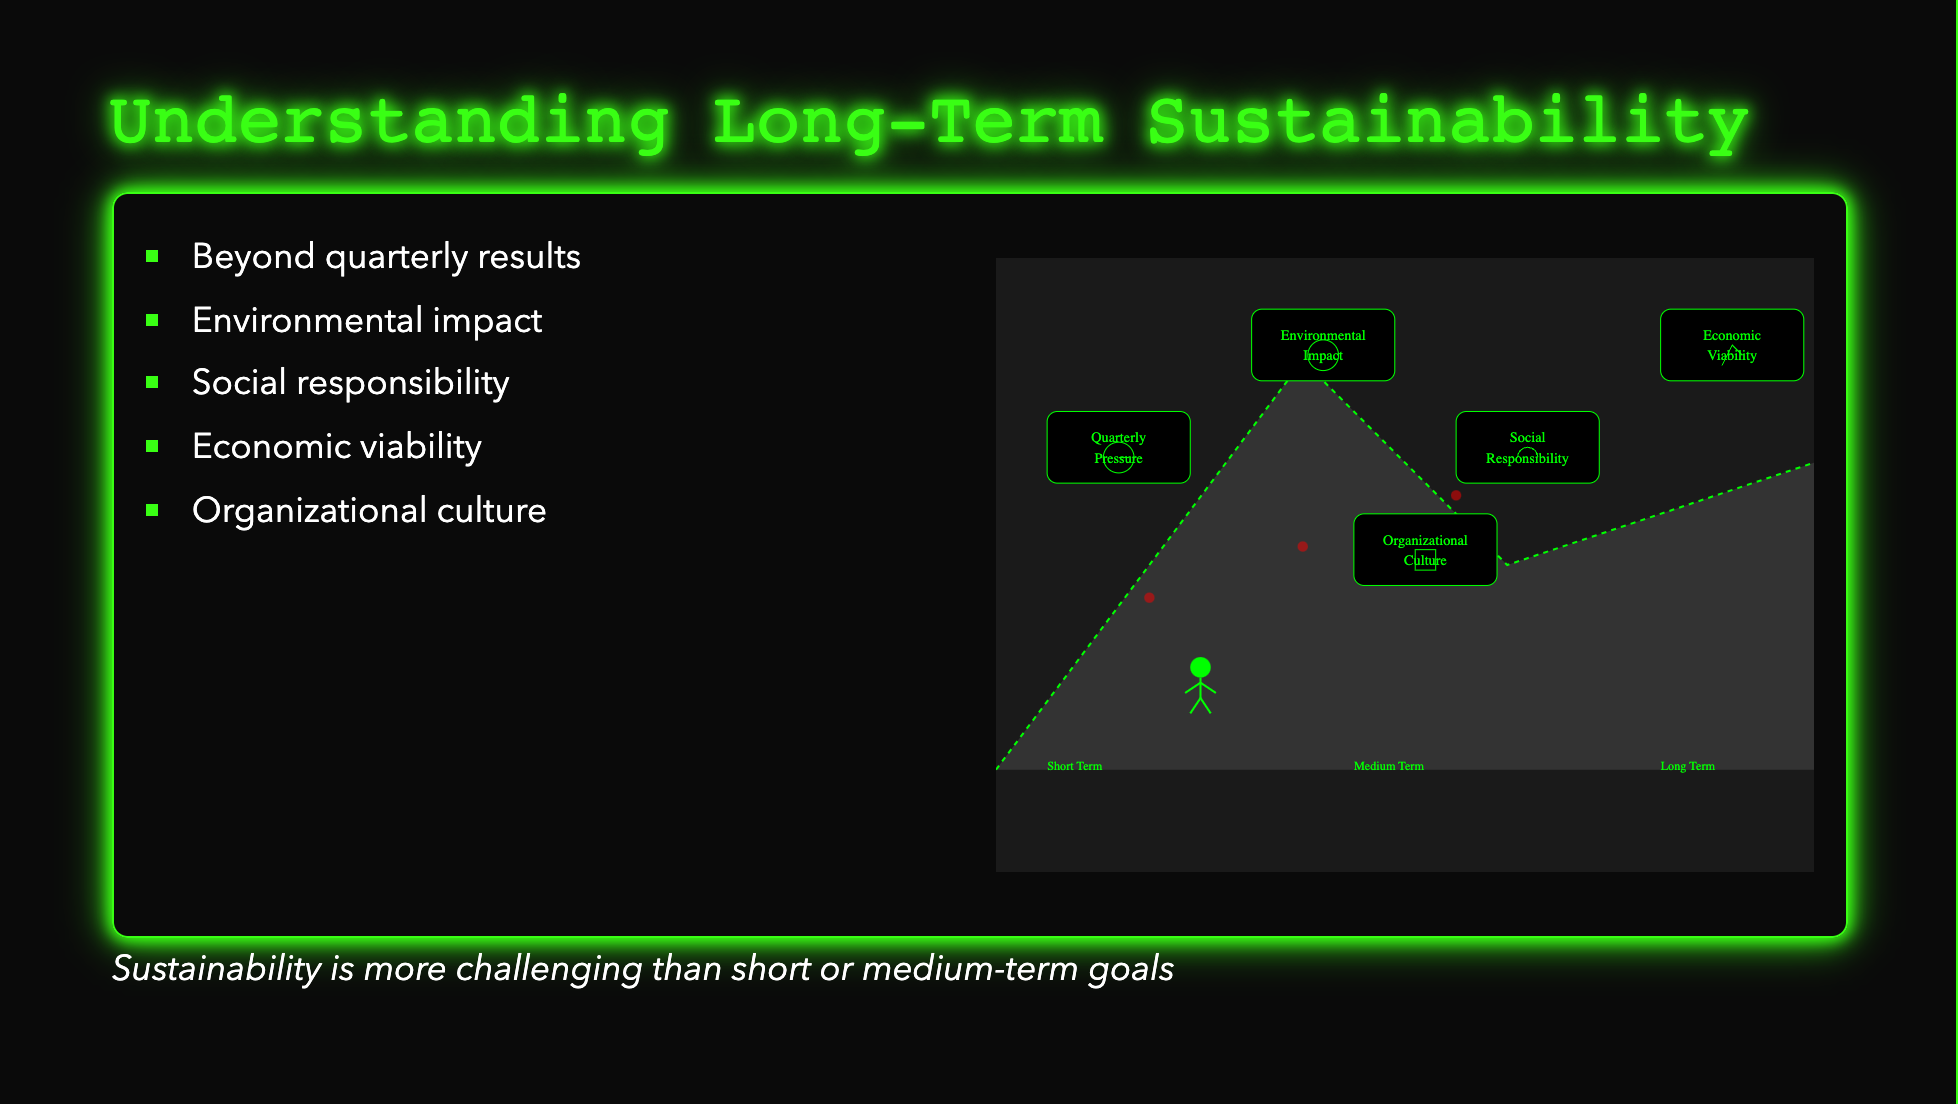 Understanding Long-Term Sustainability
Beyond quarterly results
Environmental impact
Social responsibility
Economic viability
Organizational culture
Environmental
Impact
Economic
Viability
Quarterly
Pressure
Social
Responsibility
Organizational
Culture
Short Term
Medium Term
Long Term
Sustainability is more challenging than short or medium-term goals